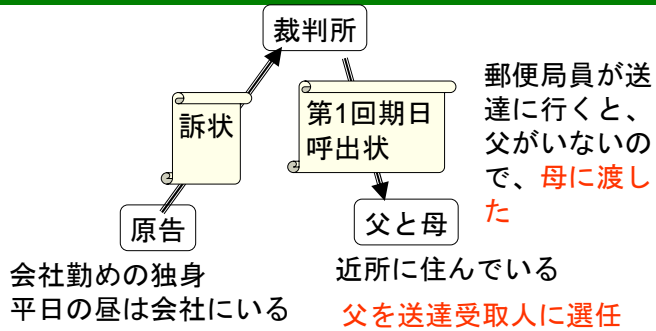 裁判所
訴状
第1回期日
呼出状
郵便局員が送
達に行くと、
父がいないの
で、母に渡し
た
原告
父と母
会社勤めの独身
平日の昼は会社にいる
近所に住んでいる
父を送達受取人に選任